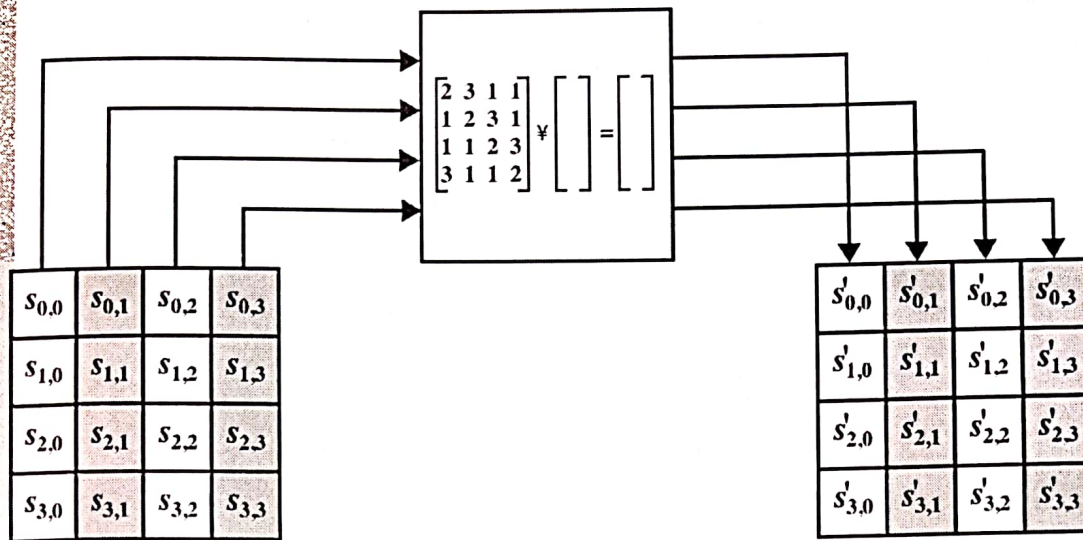 2 3 1 1
1 2 3 1
1 1 2 3
3 1 1 2
¥ =
s0,0 s0,1 s0,2 s0,3
s1,0 s1,1 s1,2 s1,3
s2,0 s2,1 s2,2 s2,3
s3,0 s3,1 s3,2 s3,3
s'0,0 s'0,1 s'0,2 s'0,3
s'1,0 s'1,1 s'1,2 s'1,3
s'2,0 s'2,1 s'2,2 s'2,3
s'3,0 s'3,1 s'3,2 s'3,3